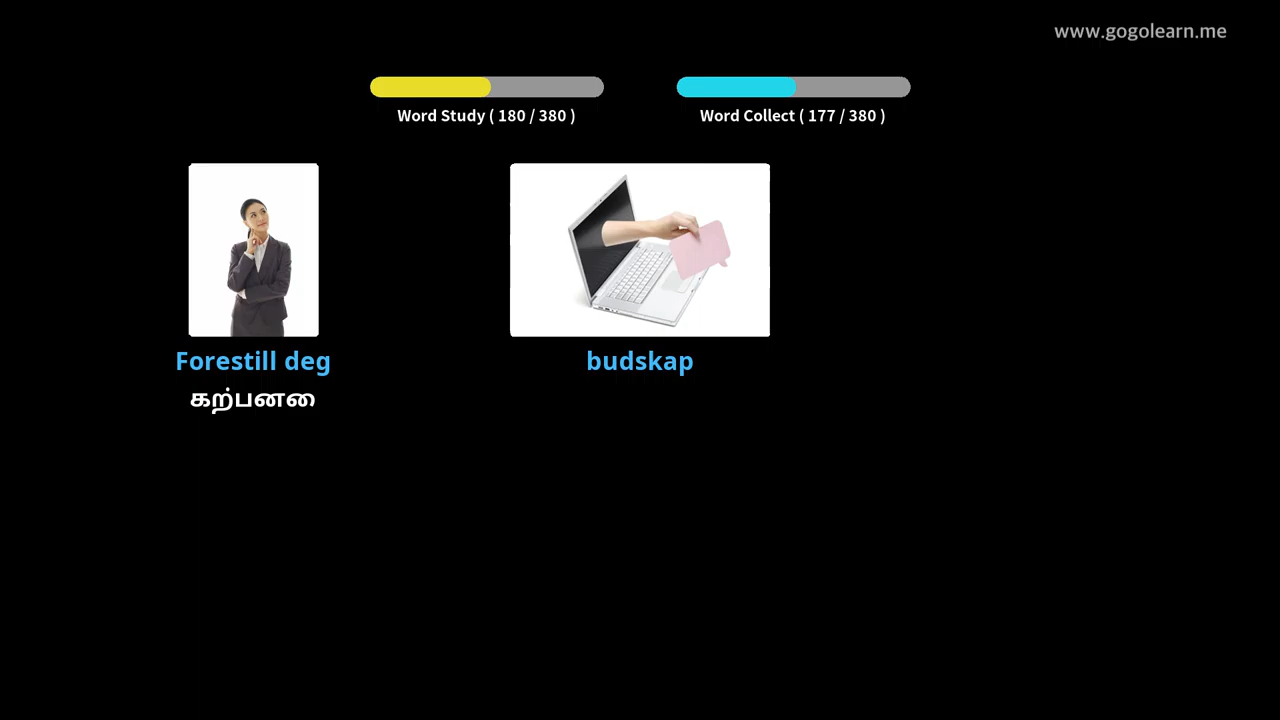 www.gogolearn.me
Word Study ( 180 / 380 )
Word Collect ( 177 / 380 )
Forestill deg
budskap
கற்பனை